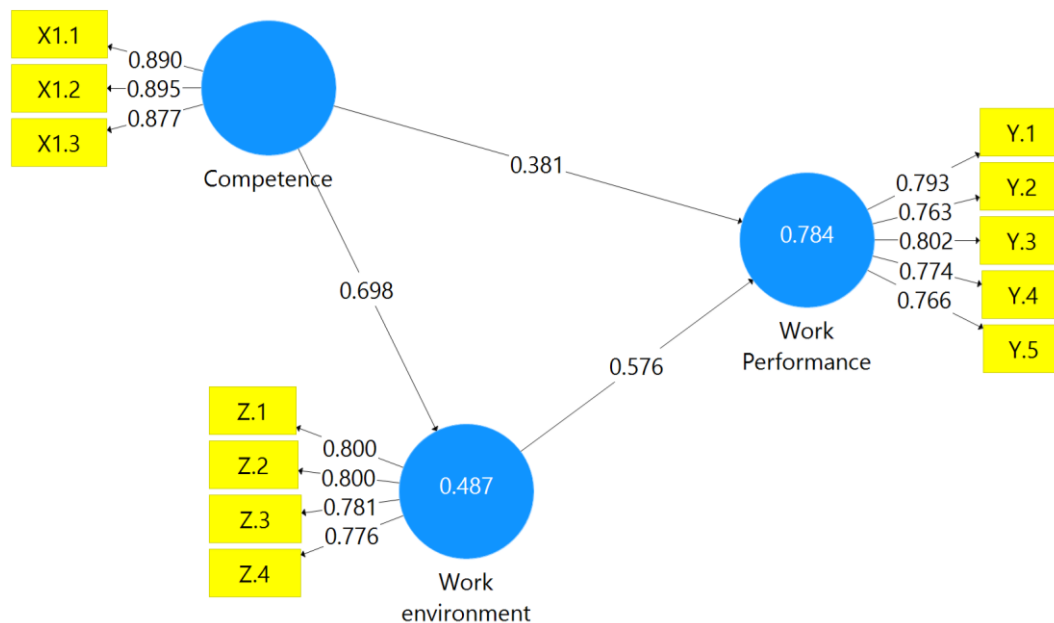 X1.1
X1.2
X1.3
0.890
0.895
0.877
Competence
0.381
0.698
0.784
Work
Performance
0.793
0.763
0.802
0.774
0.766
Y.1
Y.2
Y.3
Y.4
Y.5
0.576
Z.1
Z.2
Z.3
Z.4
0.800
0.800
0.781
0.776
0.487
Work
environment